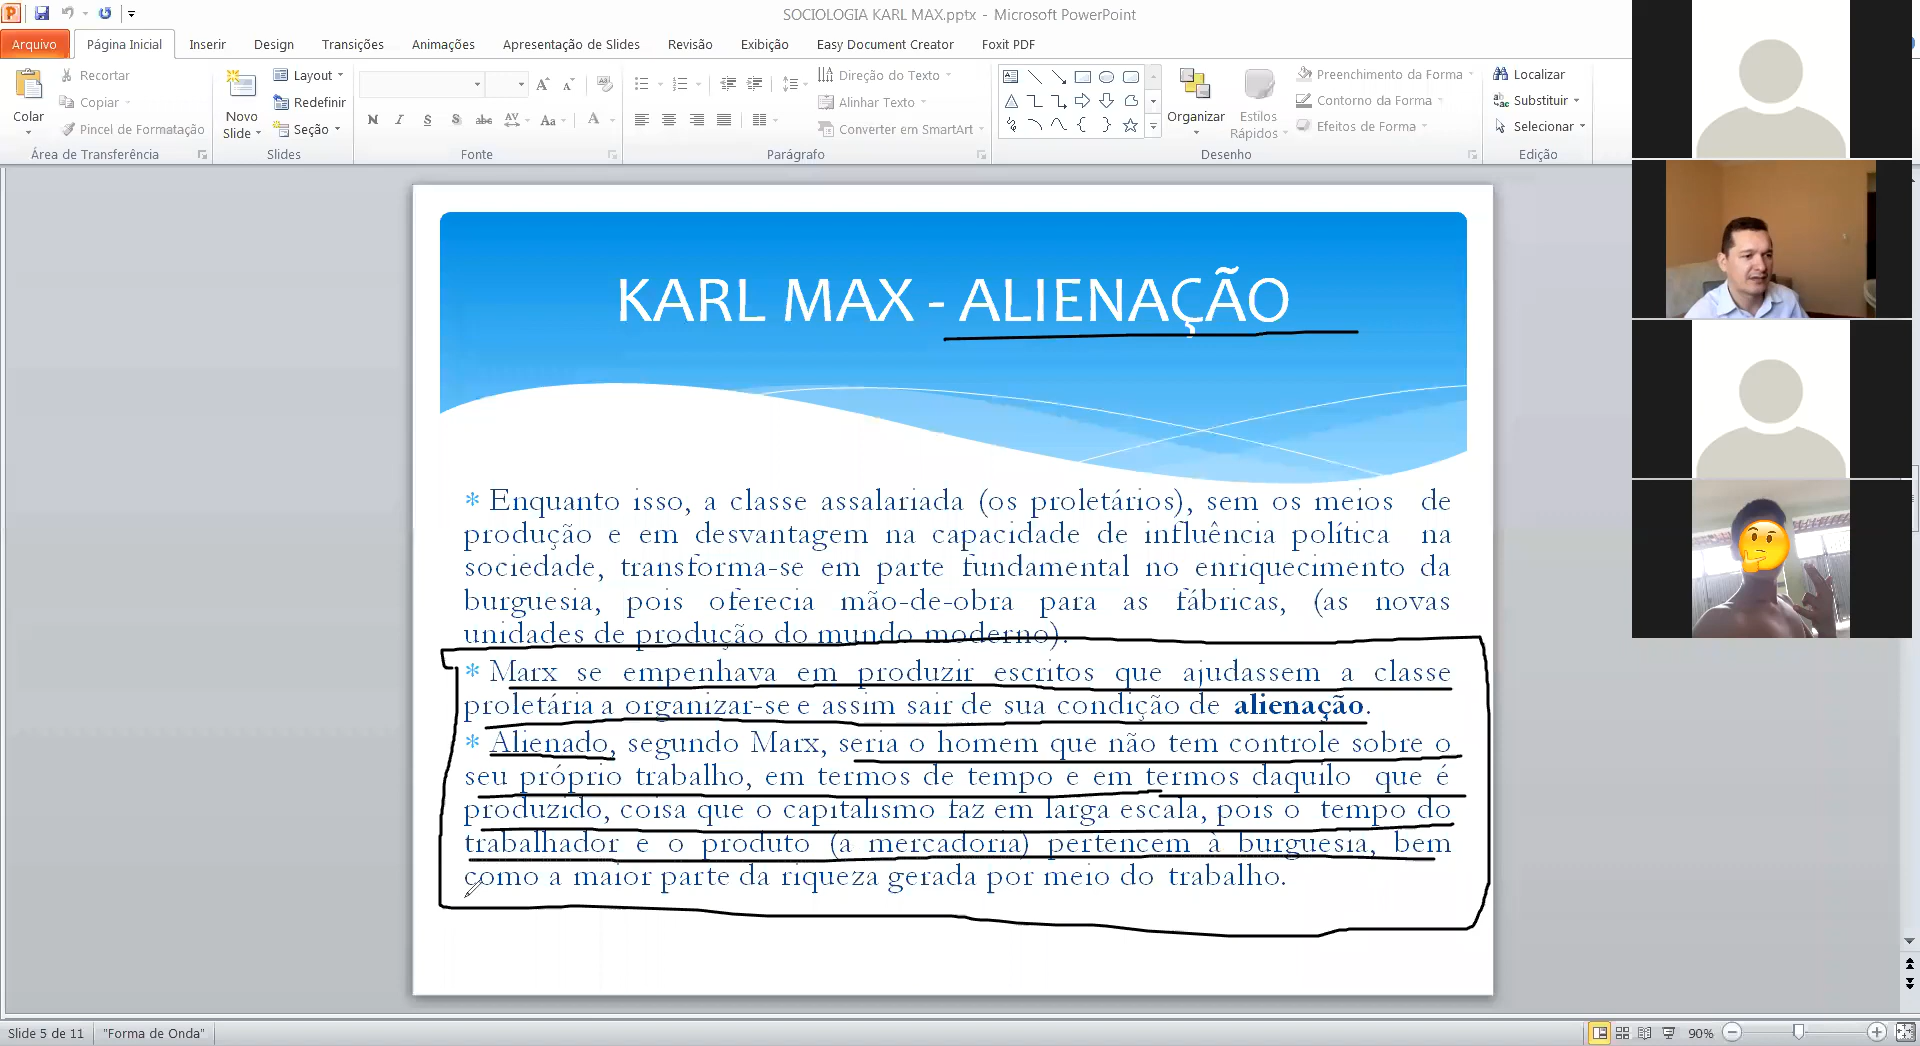 SOCIOLOGIA KARL MAX.pptx - Microsoft PowerPoint
Arquivo Página Inicial Inserir Design Transições Animações Apresentação de Slides Revisão Exibição Easy Document Creator Foxit PDF
Colar
Recortar
Copiar
Pincel de Formatação
Área de Transferência
Novo
Slide
Layout
Redefinir
Seção
Slides
N I S S abc AV Aa A
Fonte
Direção do Texto
Alinhar Texto
Converter em SmartArt
Parágrafo
Organizar
Estilos
Rápidos
Preenchimento da Forma
Contorno da Forma
Efeitos de Forma
Desenho
Localizar
Substituir
Selecionar
Edição
KARL MAX - ALIENAÇÃO
* Enquanto isso, a classe assalariada (os proletários), sem os meios de
produção e em desvantagem na capacidade de influência política na
sociedade, transforma-se em parte fundamental no enriquecimento da
burguesia, pois oferecia mão-de-obra para as fábricas, (as novas
unidades de produção do mundo moderno).
* Marx se empenhava em produzir escritos que ajudassem a classe
proletária a organizar-se e assim sair de sua condição de alienação.
* Alienado, segundo Marx, seria o homem que não tem controle sobre o
seu próprio trabalho, em termos de tempo e em termos daquilo que é
produzido, coisa que o capitalismo faz em larga escala, pois o tempo do
trabalhador e o produto (a mercadoria) pertencem à burguesia, bem
como a maior parte da riqueza gerada por meio do trabalho.
Slide 5 de 11 "Forma de Onda" 90%